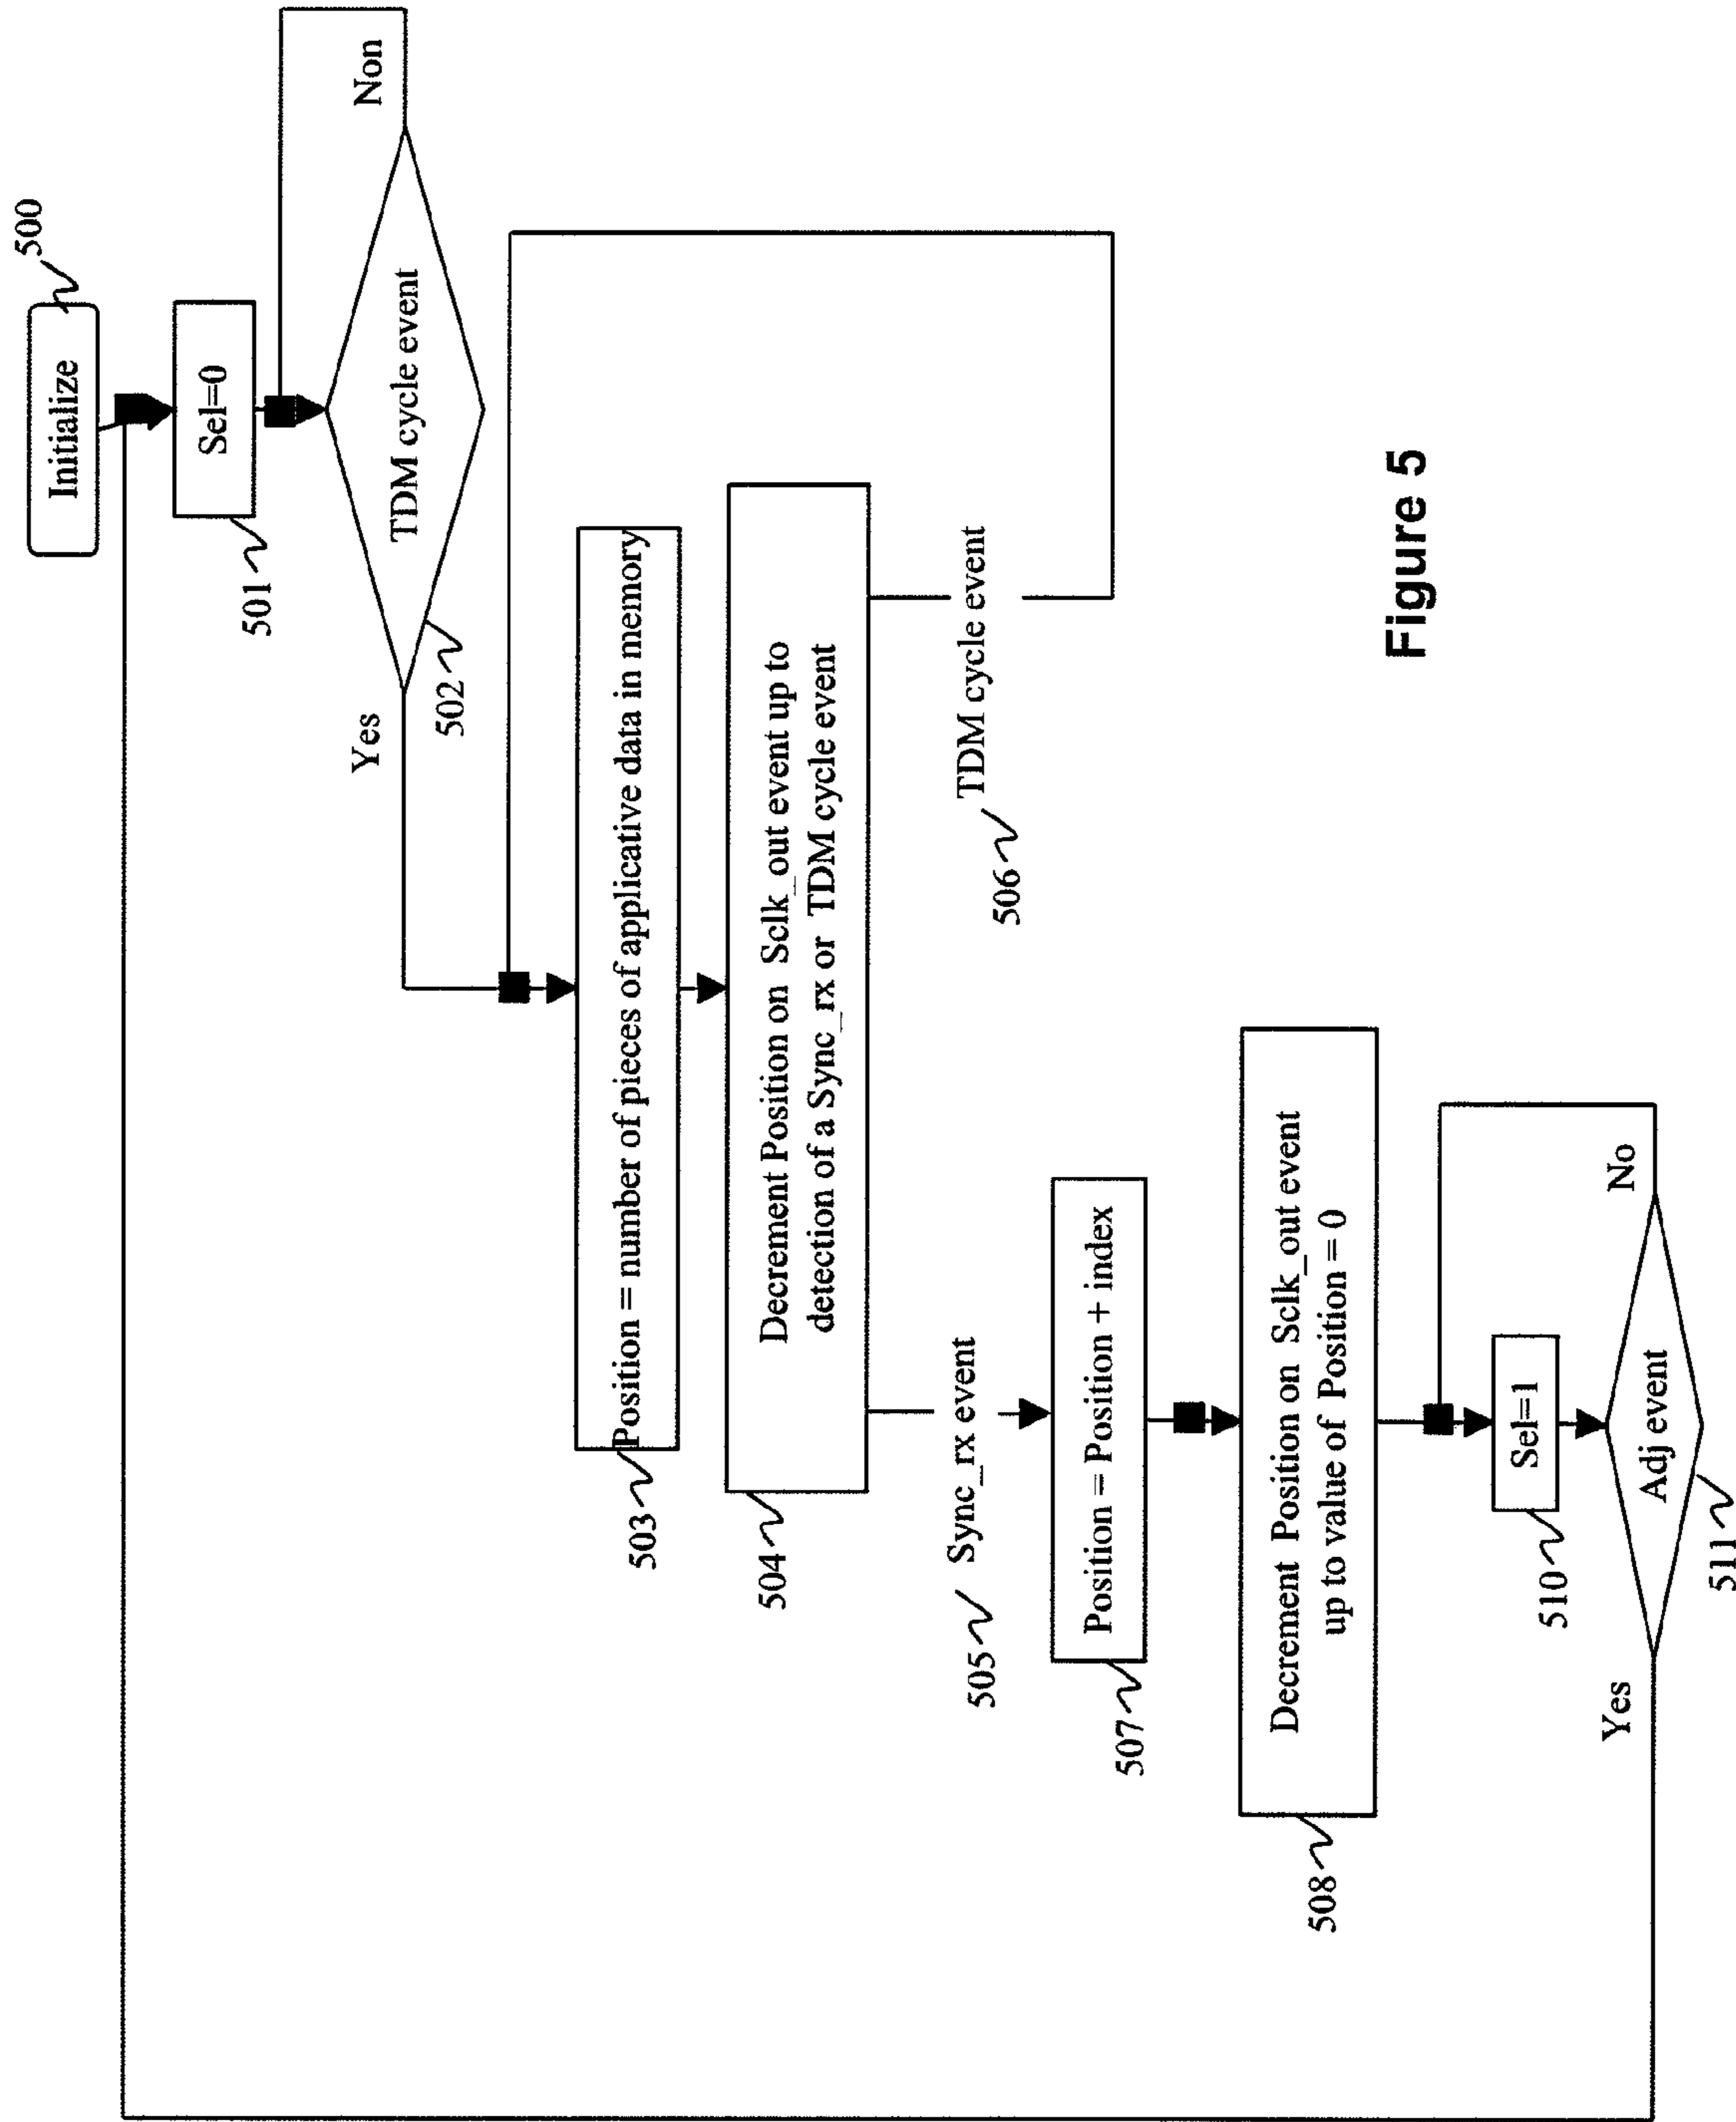 500
Initialize
Sel=0
501
Non
TDM cycle event
502
Yes
Position = number of pieces of applicative data in memory
503
Decrement Position on Sclk_out event up to
detection of a Sync_rx or TDM cycle event
504
505 Sync_rx event
506 TDM cycle event
Position = Position + index
507
Decrement Position on Sclk_out event
up to value of Position = 0
508
Sel=1
510
No
Adj event
511
Yes
Figure 5